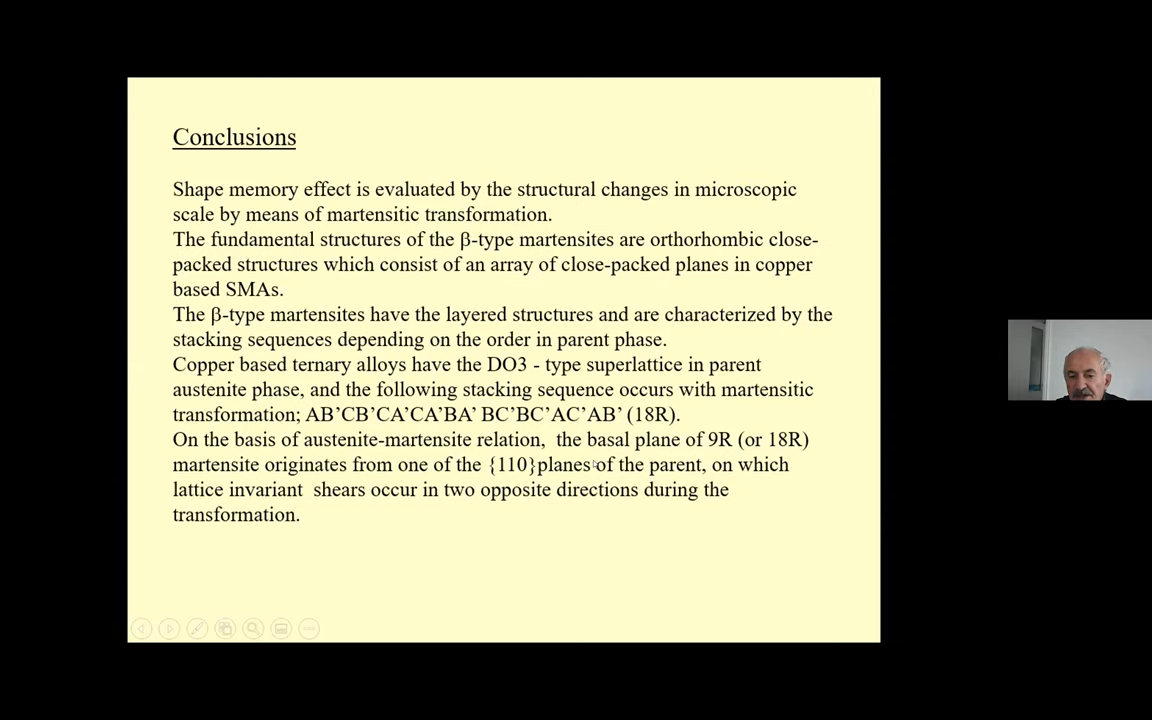 Conclusions
Shape memory effect is evaluated by the structural changes in microscopic
scale by means of martensitic transformation.
The fundamental structures of the β-type martensites are orthorhombic close-
packed structures which consist of an array of close-packed planes in copper
based SMAs.
The β-type martensites have the layered structures and are characterized by the
stacking sequences depending on the order in parent phase.
Copper based ternary alloys have the DO3 - type superlattice in parent
austenite phase, and the following stacking sequence occurs with martensitic
transformation; AB’CB’CA’CA’BA’ BC’BC’AC’AB’ (18R).
On the basis of austenite-martensite relation,  the basal plane of 9R (or 18R)
martensite originates from one of the {110}planes of the parent, on which
lattice invariant  shears occur in two opposite directions during the
transformation.